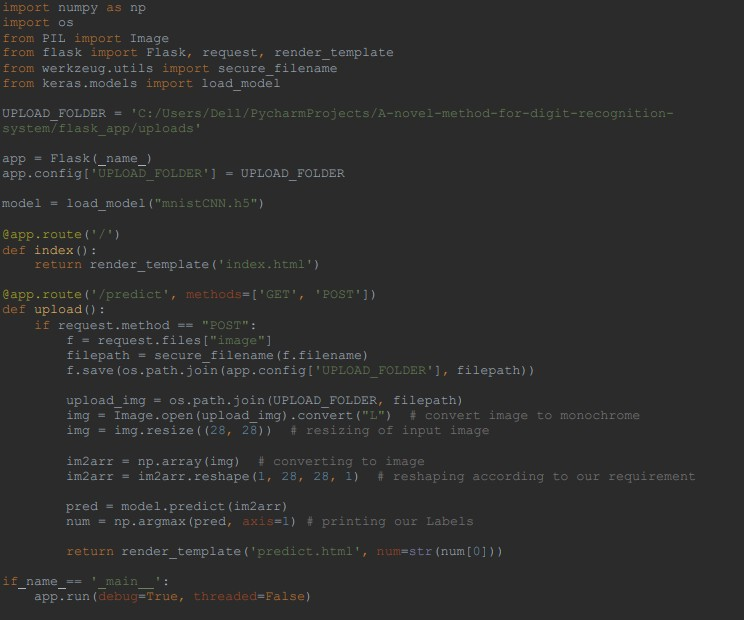 import numpy as np
import os
from PIL import Image
from flask import Flask, request, render_template
from werkzeug.utils import secure_filename
from keras.models import load_model
UPLOAD_FOLDER = 'C:/Users/Dell/PycharmProjects/A-novel-method-for-digit-recognition-
system/flask_app/uploads'
app = Flask(_name_)
app.config['UPLOAD_FOLDER'] = UPLOAD_FOLDER
model = load_model("mnistCNN.h5")
@app.route('/')
def index():
    return render_template('index.html')
@app.route('/predict', methods=['GET', 'POST'])
def upload():
    if request.method == "POST":
        f = request.files["image"]
        filepath = secure_filename(f.filename)
        f.save(os.path.join(app.config['UPLOAD_FOLDER'], filepath))
        upload_img = os.path.join(UPLOAD_FOLDER, filepath)
        img = Image.open(upload_img).convert("L")  # convert image to monochrome
        img = img.resize((28, 28))  # resizing of input image
        im2arr = np.array(img)  # converting to image
        im2arr = im2arr.reshape(1, 28, 28, 1)  # reshaping according to our requirement
        pred = model.predict(im2arr)
        num = np.argmax(pred, axis=1) # printing our Labels
        return render_template('predict.html', num=str(num[0]))
if_name_== '_main__':
    app.run(debug=True, threaded=False)